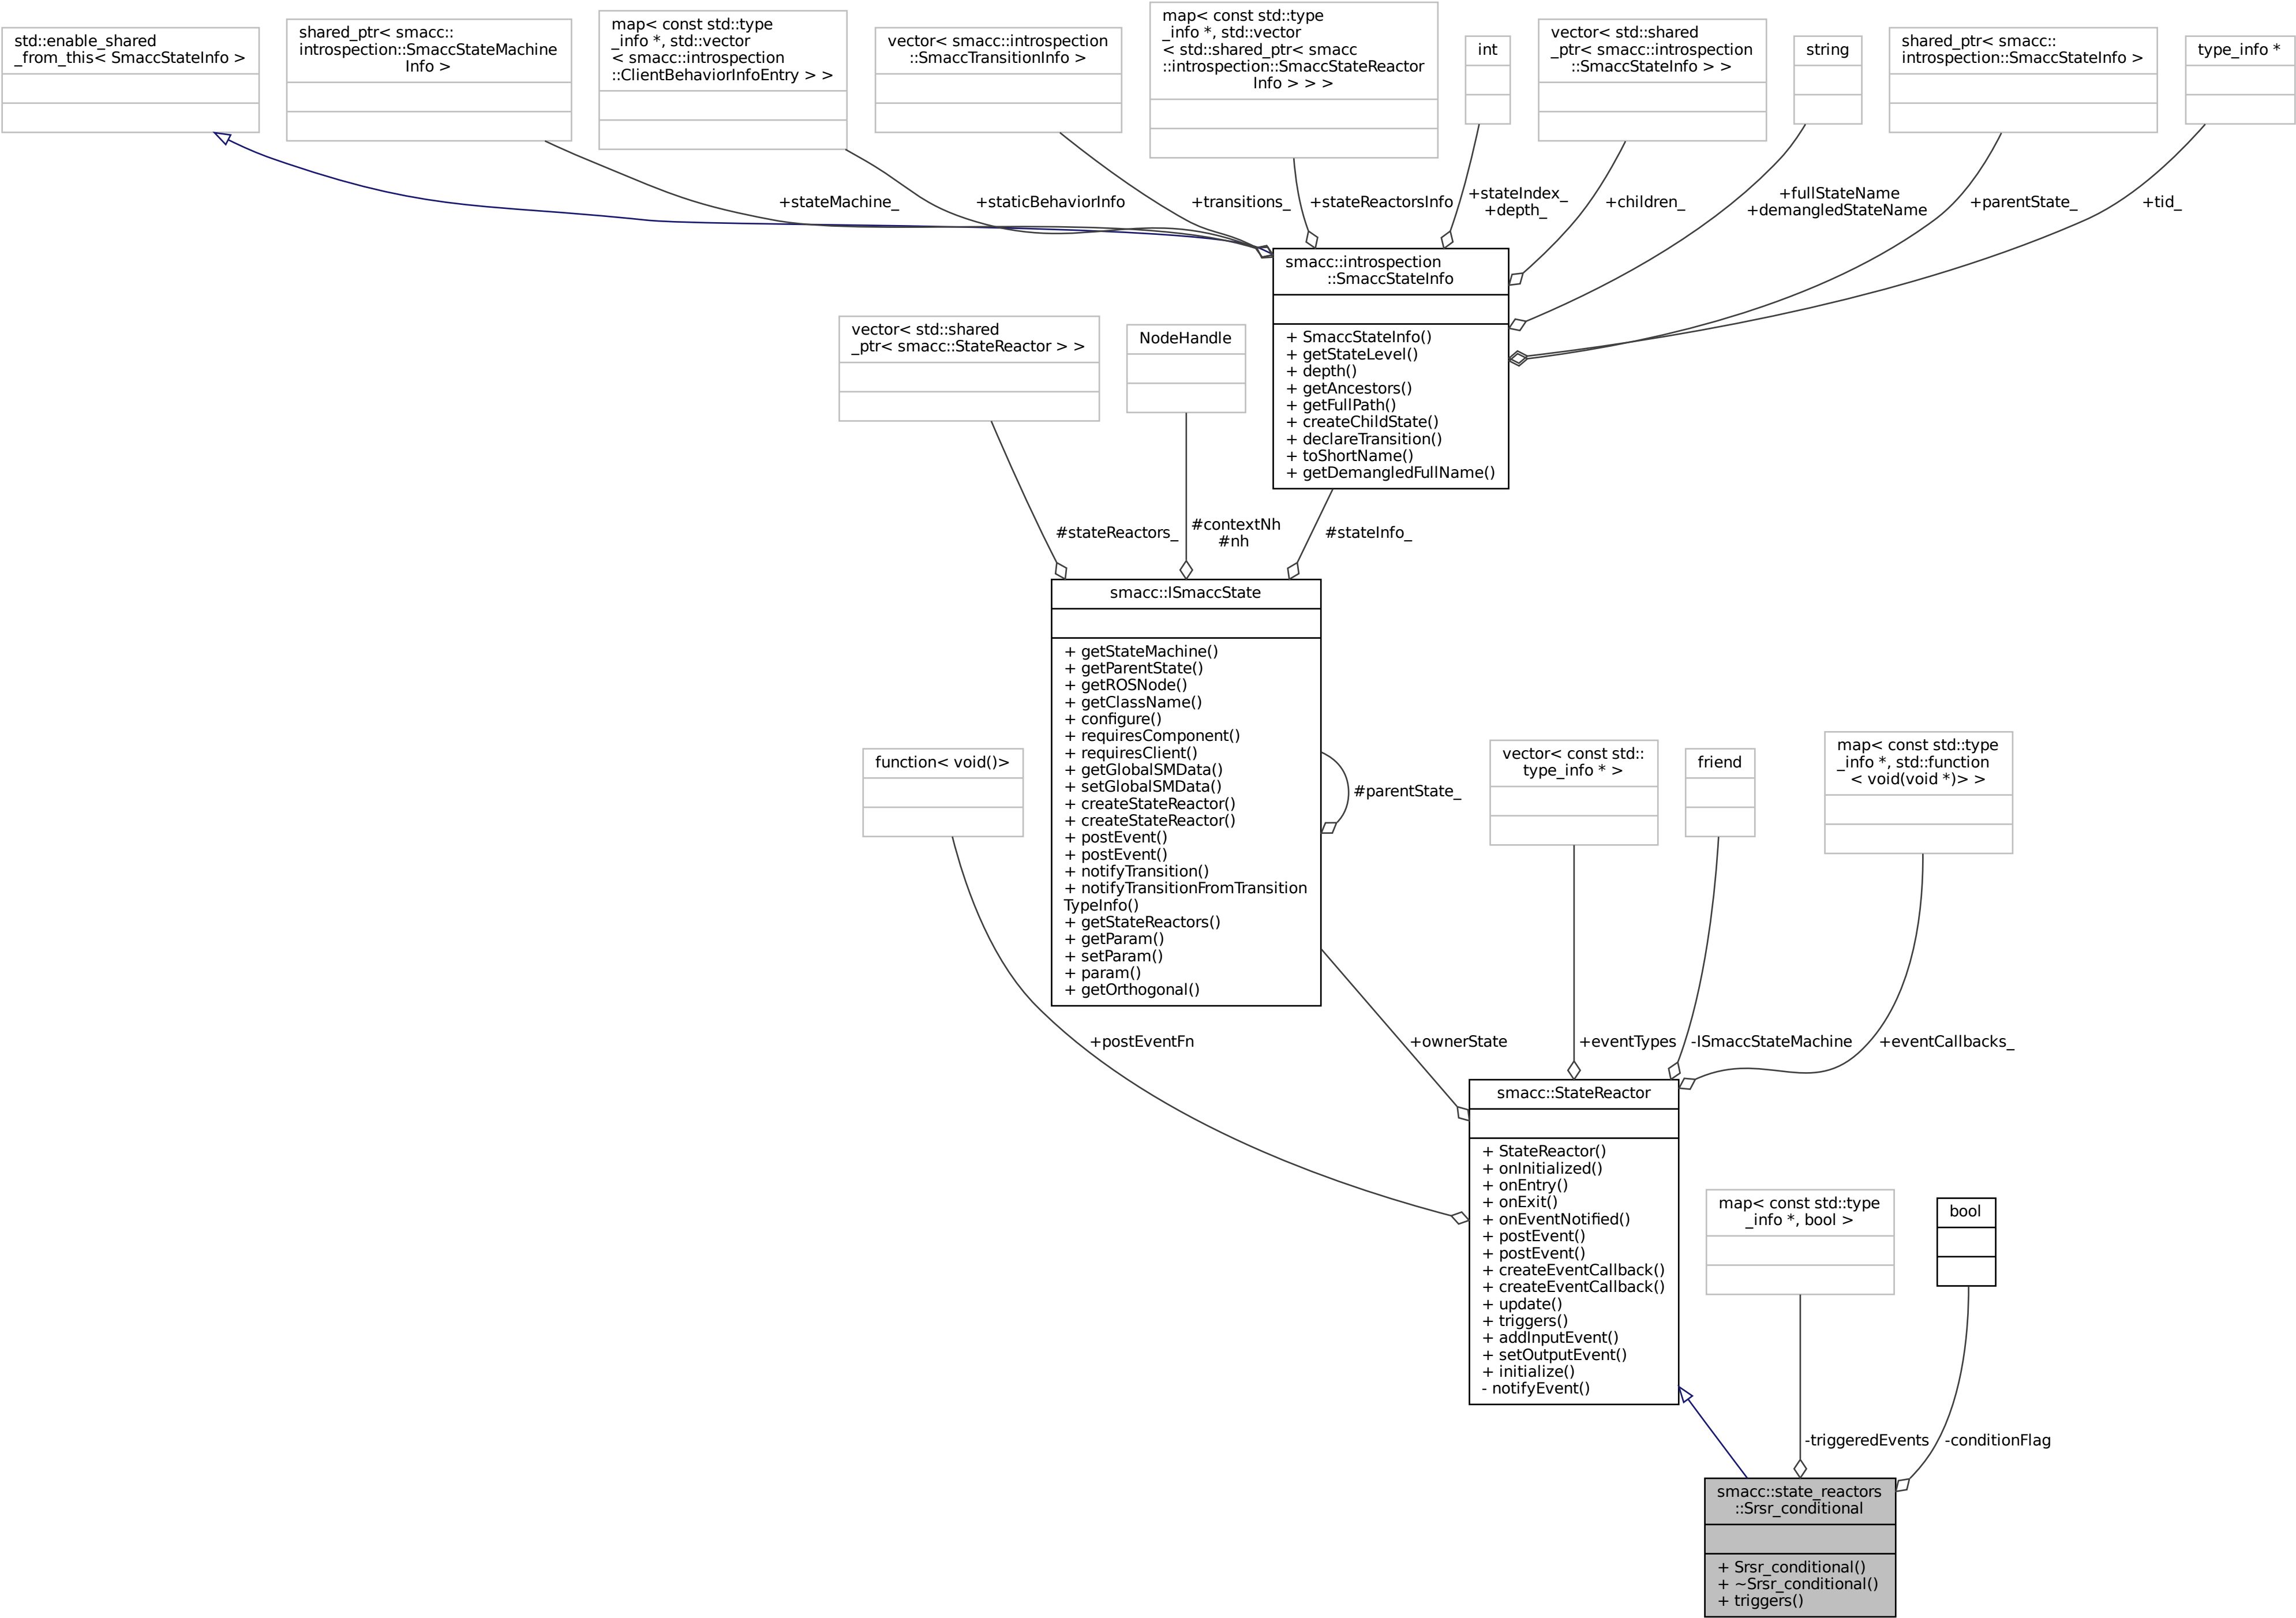 std::enable_shared
_from_this< SmaccStateInfo >
shared_ptr< smacc::
introspection::SmaccStateMachine
Info >
map< const std::type
_info *, std::vector
< smacc::introspection
::ClientBehaviorInfoEntry > >
vector< smacc::introspection
::SmaccTransitionInfo >
map< const std::type
_info *, std::vector
< std::shared_ptr< smacc
::introspection::SmaccStateReactor
Info > > >
int
vector< std::shared
_ptr< smacc::introspection
::SmaccStateInfo > >
string
shared_ptr< smacc::
introspection::SmaccStateInfo >
type_info *
+stateMachine_
+staticBehaviorInfo
+transitions_
+stateReactorsInfo
+stateIndex_
+depth_
+children_
+fullStateName
+demangledStateName
+parentState_
+tid_
smacc::introspection
::SmaccStateInfo
+ SmaccStateInfo()
+ getStateLevel()
+ depth()
+ getAncestors()
+ getFullPath()
+ createChildState()
+ declareTransition()
+ toShortName()
+ getDemangledFullName()
vector< std::shared
_ptr< smacc::StateReactor > >
NodeHandle
#stateReactors_
#contextNh
#nh
#stateInfo_
smacc::ISmaccState
+ getStateMachine()
+ getParentState()
+ getROSNode()
+ getClassName()
+ configure()
+ requiresComponent()
+ requiresClient()
+ getGlobalSMData()
+ setGlobalSMData()
+ createStateReactor()
+ createStateReactor()
+ postEvent()
+ postEvent()
+ notifyTransition()
+ notifyTransitionFromTransition
TypeInfo()
+ getStateReactors()
+ getParam()
+ setParam()
+ param()
+ getOrthogonal()
#parentState_
function< void()>
vector< const std::
type_info * >
friend
map< const std::type
_info *, std::function
< void(void *)> >
+postEventFn
+ownerState
+eventTypes
-ISmaccStateMachine
+eventCallbacks_
smacc::StateReactor
+ StateReactor()
+ onInitialized()
+ onEntry()
+ onExit()
+ onEventNotified()
+ postEvent()
+ postEvent()
+ createEventCallback()
+ createEventCallback()
+ update()
+ triggers()
+ addInputEvent()
+ setOutputEvent()
+ initialize()
- notifyEvent()
map< const std::type
_info *, bool >
bool
-triggeredEvents
-conditionFlag
smacc::state_reactors
::Srsr_conditional
+ Srsr_conditional()
+ ~Srsr_conditional()
+ triggers()